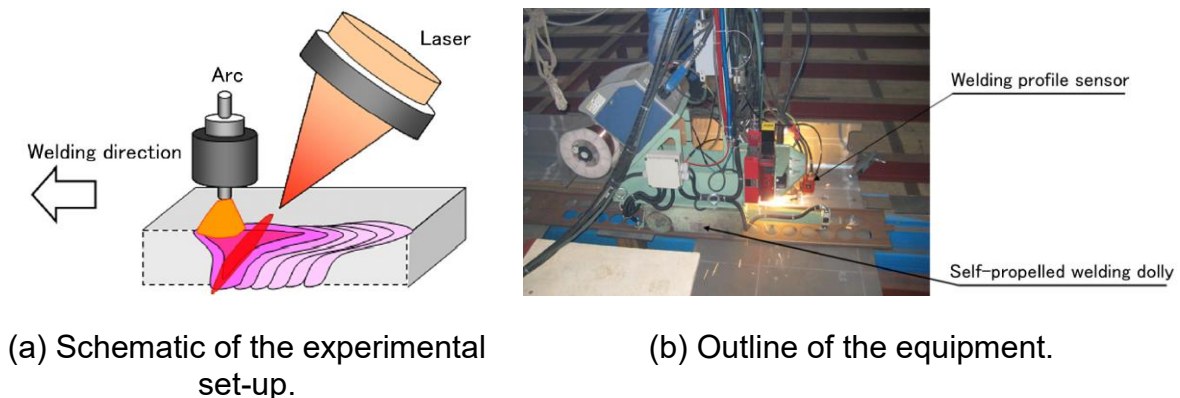 Laser
Arc
Welding direction
Welding profile sensor
Self-propelled welding dolly
(a) Schematic of the experimental
set-up.
(b) Outline of the equipment.